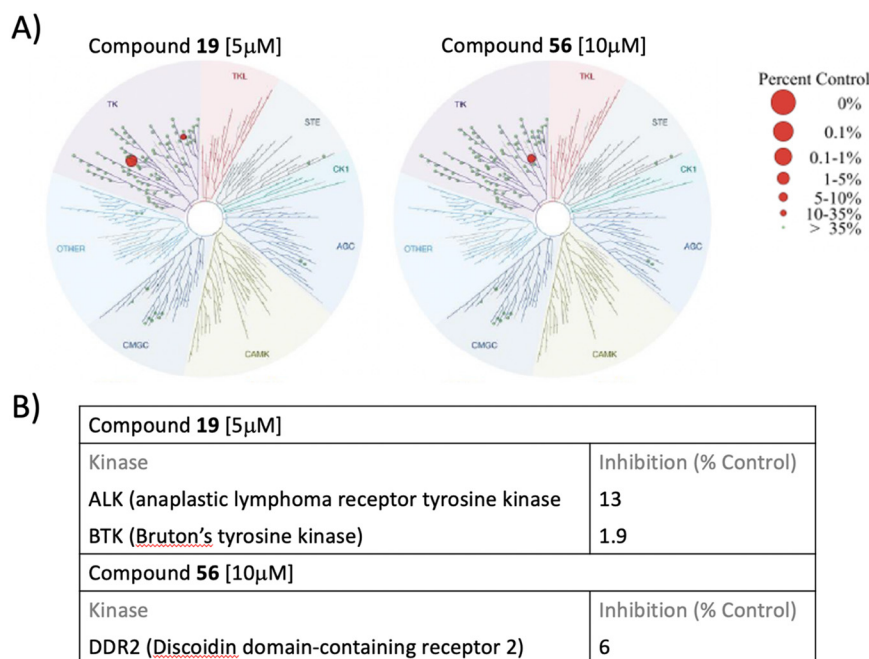 A)
Compound 19 [5μM]
Compound 56 [10μM]
TKL
TK
STE
CK1
AGC
CAMK
CMGC
OTHER
TKL
TK
STE
CK1
AGC
CAMK
CMGC
OTHER
Percent Control
0%
0.1%
0.1-1%
1-5%
5-10%
10-35%
> 35%
B)
Compound 19 [5μM]
Kinase Inhibition (% Control)
ALK (anaplastic lymphoma receptor tyrosine kinase 13
BTK (Bruton's tyrosine kinase) 1.9
Compound 56 [10μM]
Kinase Inhibition (% Control)
DDR2 (Discoidin domain-containing receptor 2) 6